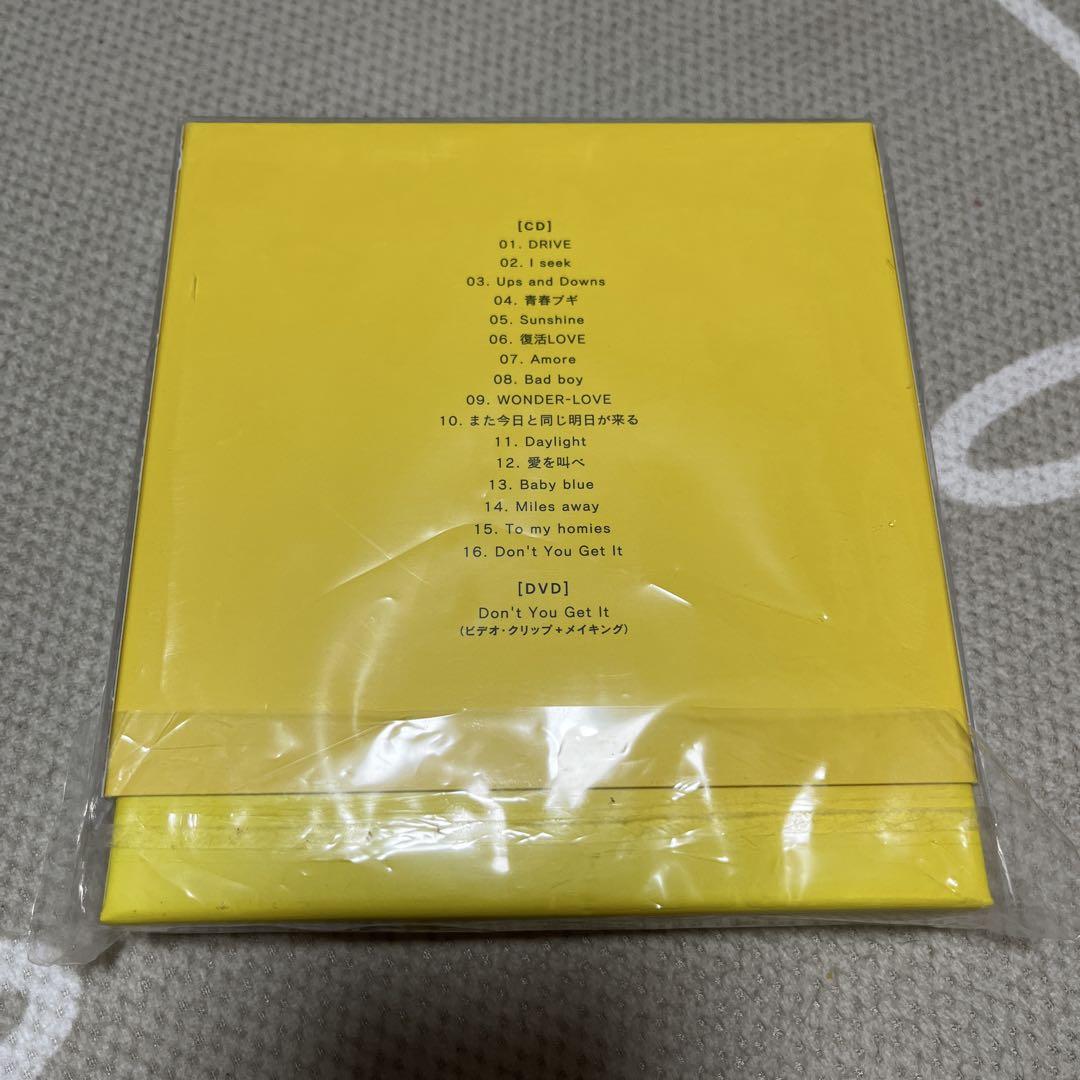 [CD]
01. DRIVE
02. I seek
03. Ups and Downs
04. 青春ブギ
05. Sunshine
06. 復活LOVE
07. Amore
08. Bad boy
09. WONDER-LOVE
10. また今日と同じ明日が来る
11. Daylight
12. 愛を叫べ
13. Baby blue
14. Miles away
15. To my homies
16. Don't You Get It
[DVD]
Don't You Get It
(ビデオ・クリップ+メイキング)